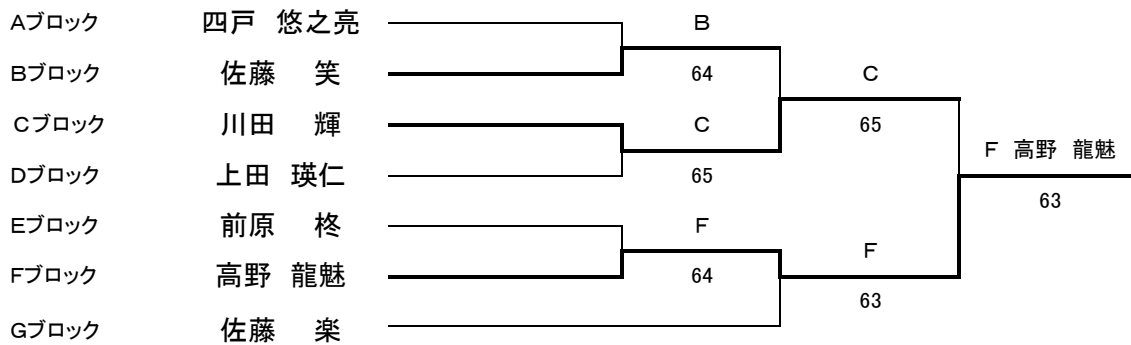 Aブロック 四戸 悠之亮 B
Bブロック 佐藤 笑 64 C
Cブロック 川田 輝 C 65
F 高野 龍魅
Dブロック 上田 瑛仁 65
63
Eブロック 前原 柊 F
F
Fブロック 高野 龍魅 64
63
Gブロック 佐藤 楽